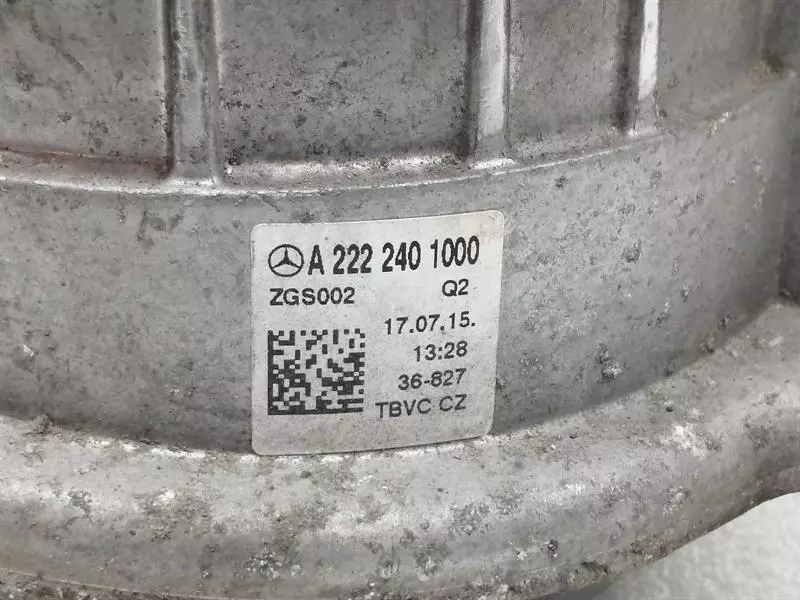 A 222 240 1000
ZGS002 Q2
17.07.15.
13:28
36-827
TBVC CZ